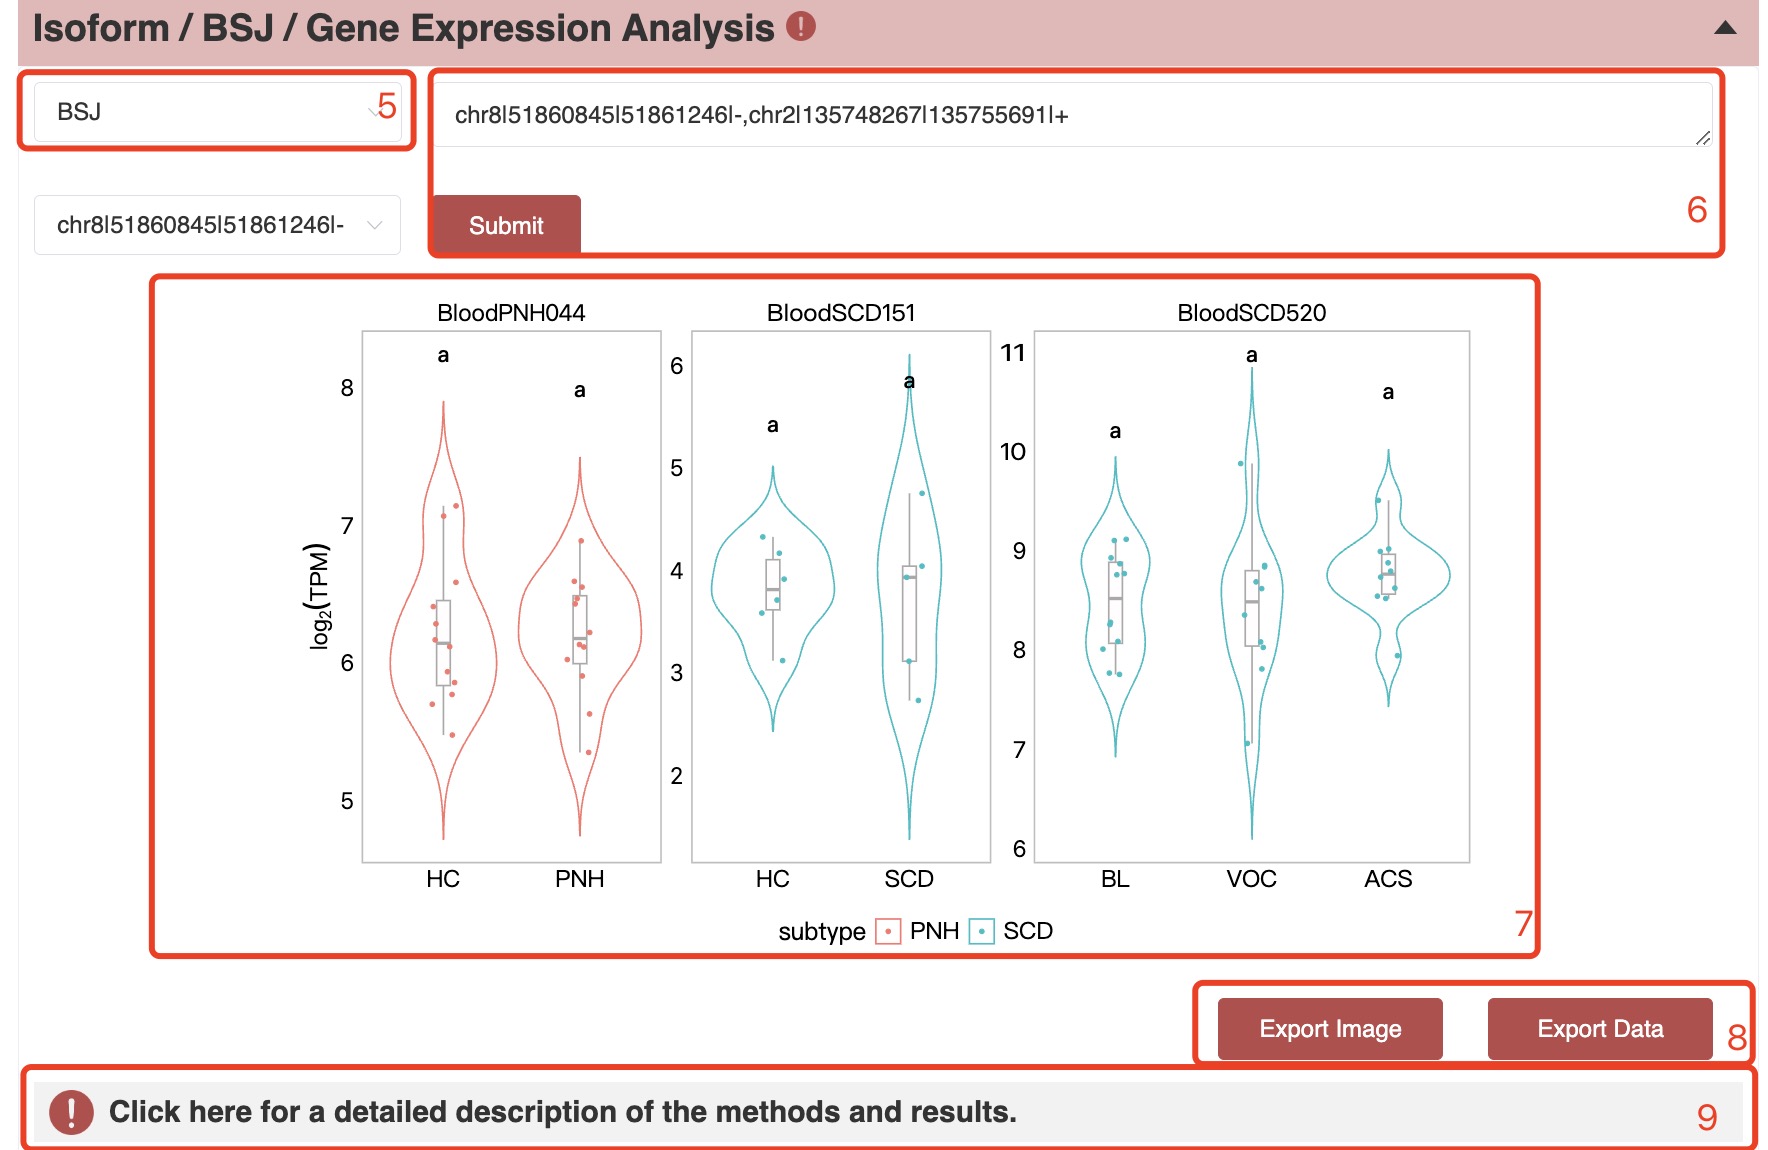 Isoform / BSJ / Gene Expression Analysis !
BSJ 5
chr8|51860845|51861246|-,chr2|135748267|135755691|+
chr8|51860845|51861246|-
Submit
6
BloodPNH044 BloodSCD151 BloodSCD520
a a a a a a a
8 7 6 5
log2(TPM)
6 5 4 3 2
11 10 9 8 7 6
HC PNH HC SCD BL VOC ACS
subtype PNH SCD
7
Export Image Export Data 8
! Click here for a detailed description of the methods and results. 9